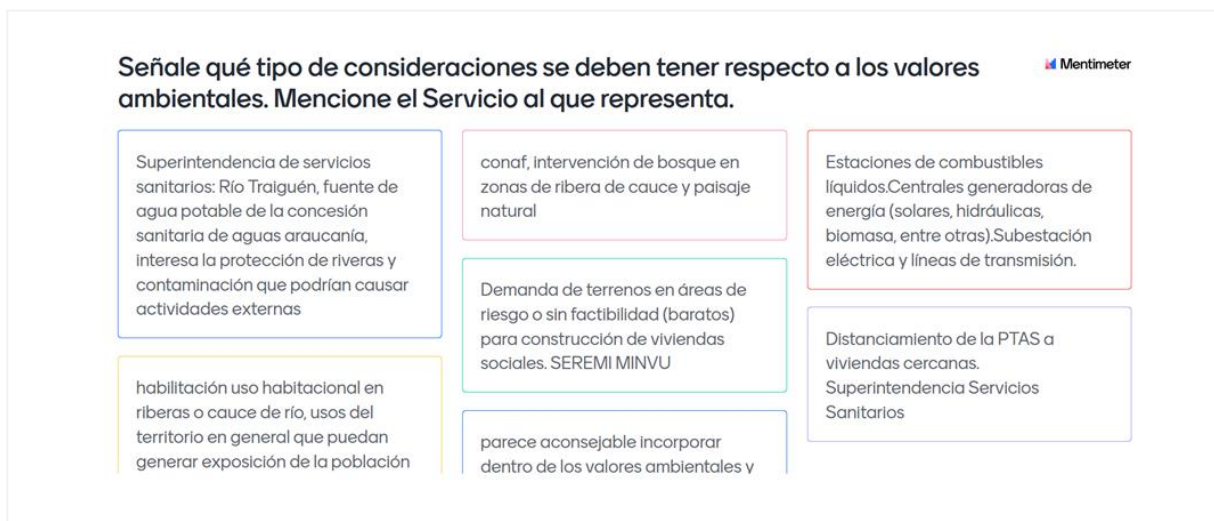 Señale qué tipo de consideraciones se deben tener respecto a los valores
ambientales. Mencione el Servicio al que representa.
Mentimeter
Superintendencia de servicios
sanitarios: Río Traiguén, fuente de
agua potable de la concesión
sanitaria de aguas araucanía,
interesa la protección de riveras y
contaminación que podrían causar
actividades externas
habilitación uso habitacional en
riberas o cauce de río, usos del
territorio en general que puedan
generar exposición de la población
conaf, intervención de bosque en
zonas de ribera de cauce y paisaje
natural
Demanda de terrenos en áreas de
riesgo o sin factibilidad (baratos)
para construcción de viviendas
sociales. SEREMI MINVU
parece aconsejable incorporar
dentro de los valores ambientales y
Estaciones de combustibles
líquidos.Centrales generadoras de
energía (solares, hidráulicas,
biomasa, entre otras).Subestación
eléctrica y líneas de transmisión.
Distanciamiento de la PTAS a
viviendas cercanas.
Superintendencia Servicios
Sanitarios